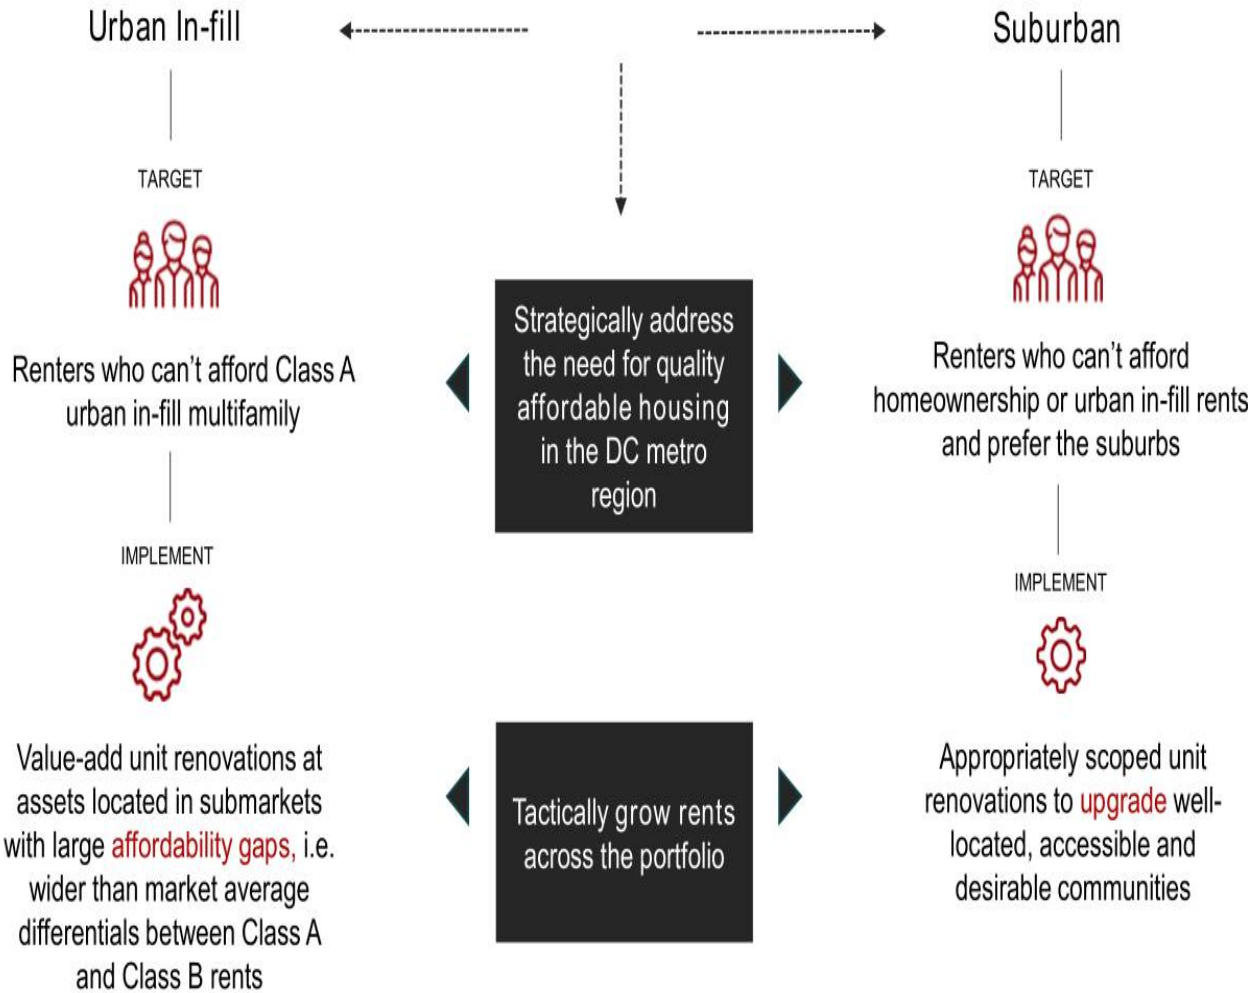 Urban In-fill
TARGET
Renters who can't afford Class A
urban in-fill multifamily
IMPLEMENT
Value-add unit renovations at
assets located in submarkets
with large affordability gaps, i.e.
wider than market average
differentials between Class A
and Class B rents
Strategically address
the need for quality
affordable housing
in the DC metro
region
Tactically grow rents
across the portfolio
Suburban
TARGET
Renters who can't afford
homeownership or urban in-fill rents
and prefer the suburbs
IMPLEMENT
Appropriately scoped unit
renovations to upgrade well-
located, accessible and
desirable communities